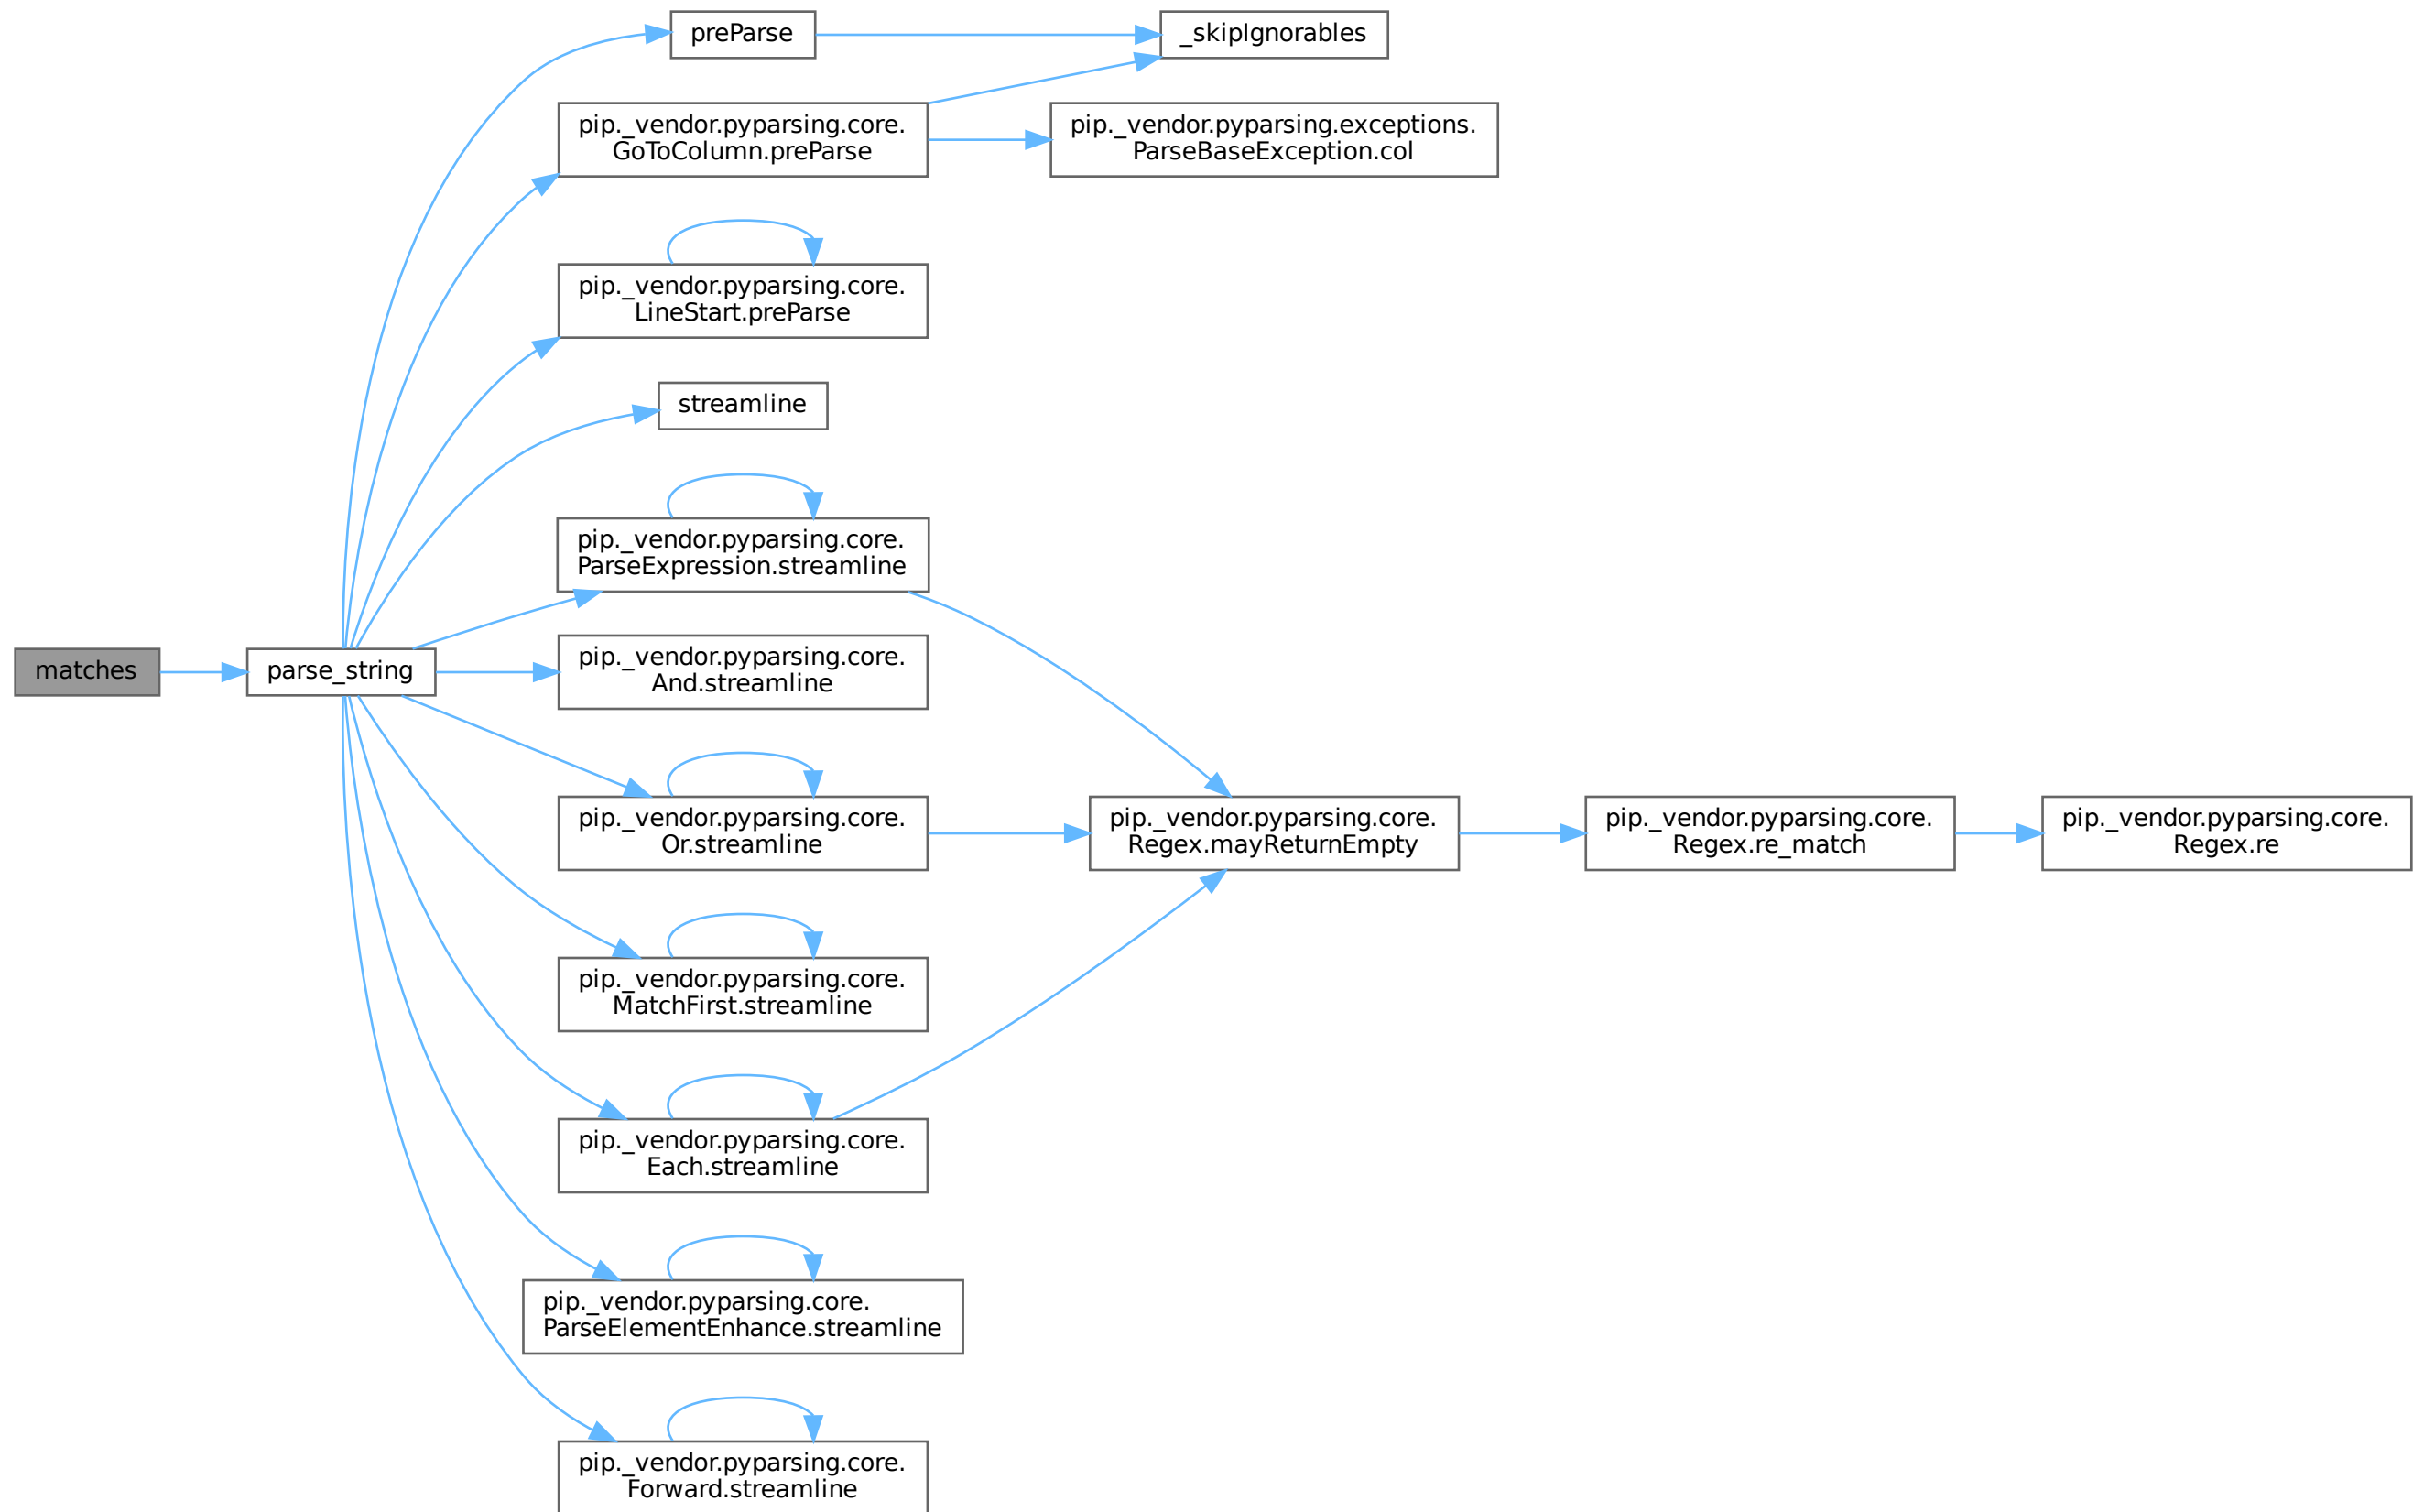 preParse
_skipIgnorables
pip._vendor.pyparsing.core.
GoToColumn.preParse
pip._vendor.pyparsing.exceptions.
ParseBaseException.col
pip._vendor.pyparsing.core.
LineStart.preParse
streamline
pip._vendor.pyparsing.core.
ParseExpression.streamline
matches
parse_string
pip._vendor.pyparsing.core.
And.streamline
pip._vendor.pyparsing.core.
Or.streamline
pip._vendor.pyparsing.core.
Regex.mayReturnEmpty
pip._vendor.pyparsing.core.
Regex.re_match
pip._vendor.pyparsing.core.
Regex.re
pip._vendor.pyparsing.core.
MatchFirst.streamline
pip._vendor.pyparsing.core.
Each.streamline
pip._vendor.pyparsing.core.
ParseElementEnhance.streamline
pip._vendor.pyparsing.core.
Forward.streamline